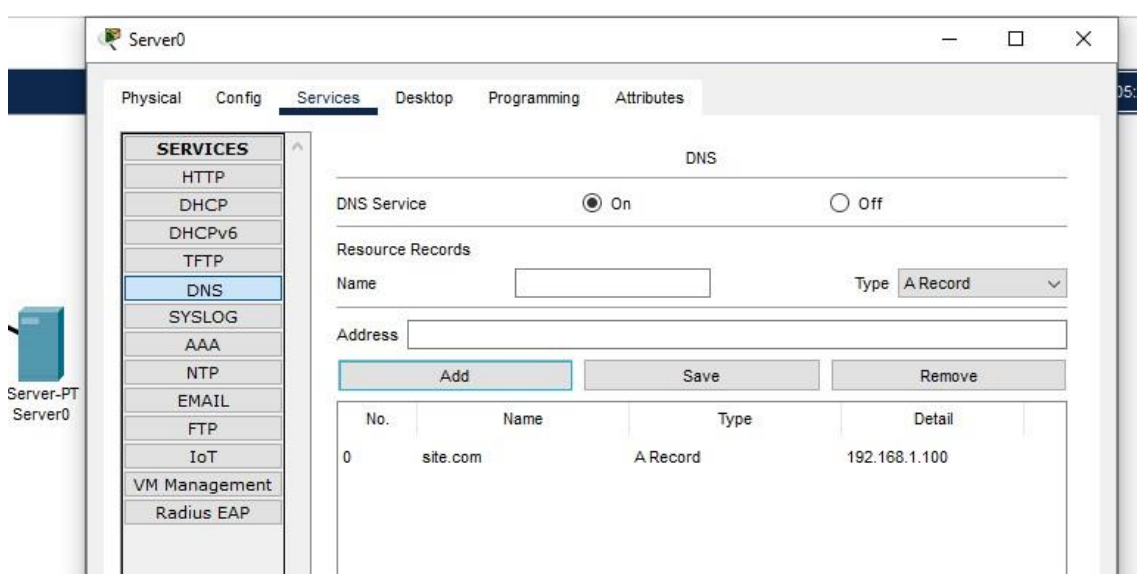 Server0
Physical Config Services Desktop Programming Attributes
05:
SERVICES
HTTP
DHCP
DHCPv6
TFTP
DNS
SYSLOG
AAA
NTP
EMAIL
FTP
IoT
VM Management
Radius EAP
DNS
DNS Service On Off
Resource Records
Name Type A Record
Address
Add Save Remove
No. Name Type Detail
0 site.com A Record 192.168.1.100
Server-PT
Server0